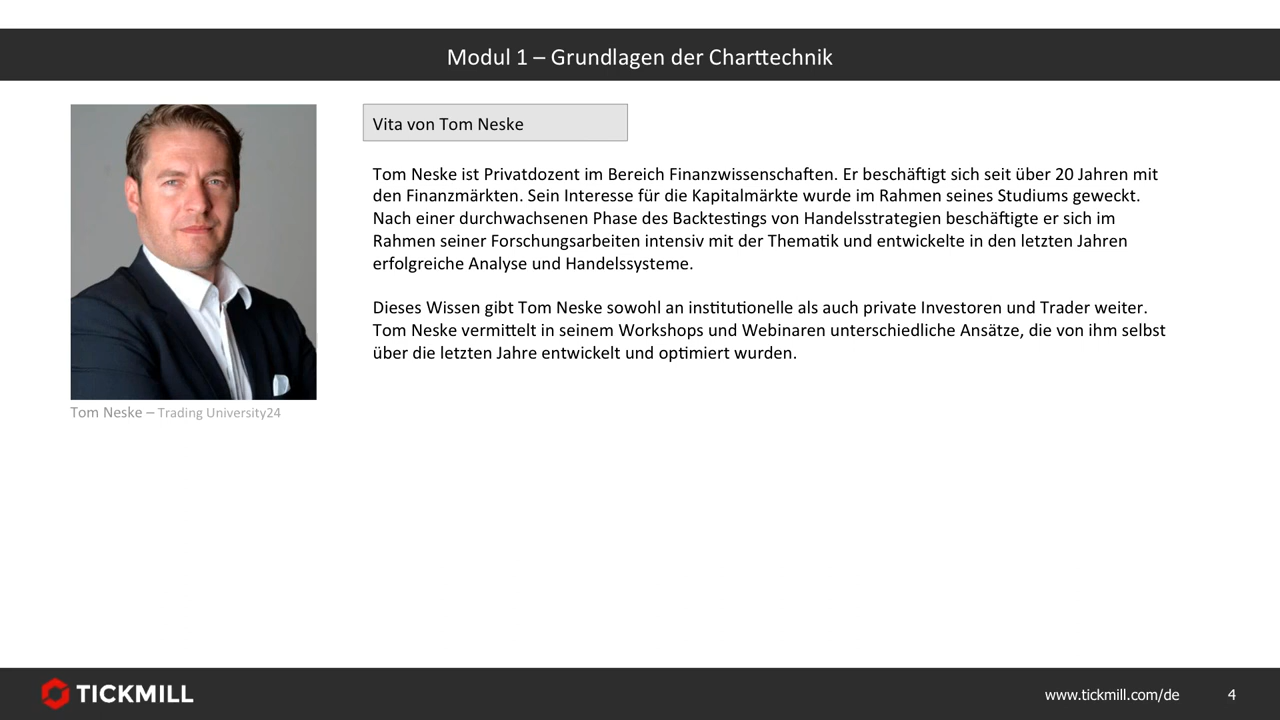 Modul 1 – Grundlagen der Charttechnik
Vita von Tom Neske
Tom Neske ist Privatdozent im Bereich Finanzwissenschaften. Er beschäftigt sich seit über 20 Jahren mit
den Finanzmärkten. Sein Interesse für die Kapitalmärkte wurde im Rahmen seines Studiums geweckt.
Nach einer durchwachsenen Phase des Backtestings von Handelsstrategien beschäftigte er sich im
Rahmen seiner Forschungsarbeiten intensiv mit der Thematik und entwickelte in den letzten Jahren
erfolgreiche Analyse und Handelssysteme.
Dieses Wissen gibt Tom Neske sowohl an institutionelle als auch private Investoren und Trader weiter.
Tom Neske vermittelt in seinem Workshops und Webinaren unterschiedliche Ansätze, die von ihm selbst
über die letzten Jahre entwickelt und optimiert wurden.
Tom Neske – Trading University24
TICKMILL
www.tickmill.com/de 4